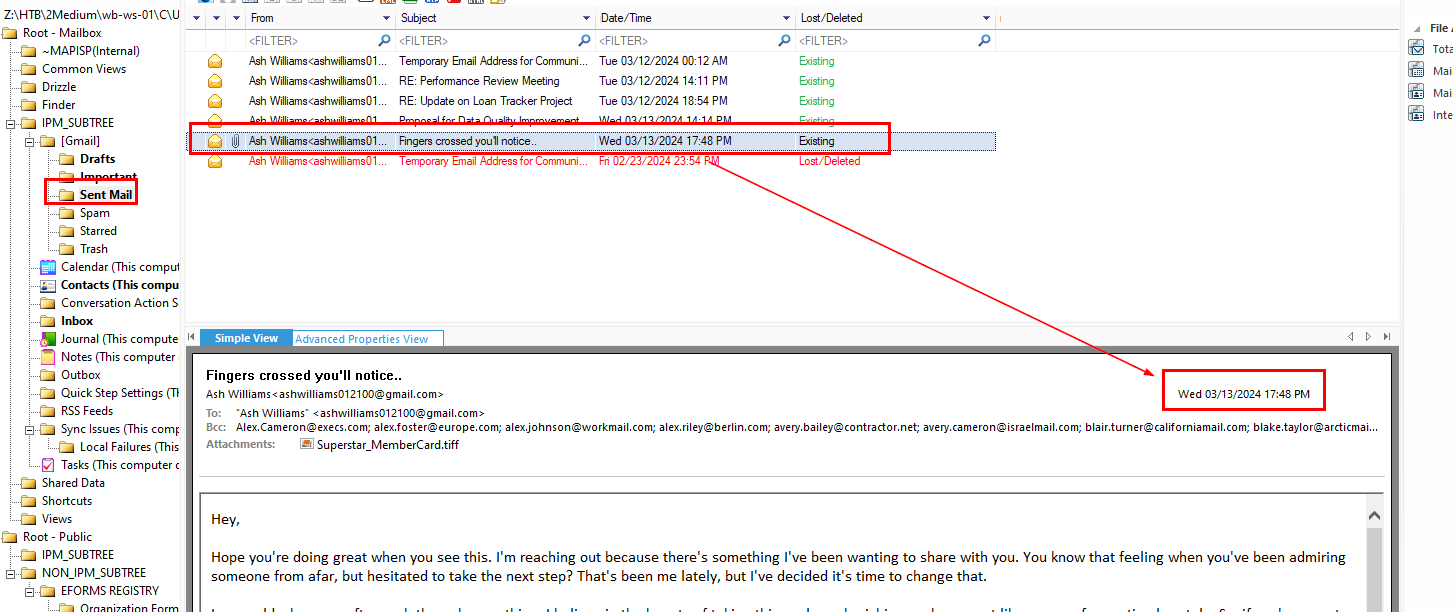 Z:\HTB\2Medium\wb-ws-01\C\U
Root - Mailbox
~MAPISP(Internal)
Common Views
Drizzle
Finder
IPM_SUBTREE
[Gmail]
Drafts
Important
Sent Mail
Spam
Starred
Trash
Calendar (This comput
Contacts (This compu
Conversation Action S
Inbox
Journal (This compute
Notes (This computer
Outbox
Quick Step Settings (Th
RSS Feeds
Sync Issues (This comp
Local Failures (This
Tasks (This computer c
Shared Data
Shortcuts
Views
Root - Public
IPM_SUBTREE
NON_IPM_SUBTREE
EFORMS REGISTRY
Organization Form
From Subject Date/Time Lost/Deleted
<FILTER> <FILTER> <FILTER> <FILTER>
Ash Williams<ashwilliams01... Temporary Email Address for Communi... Tue 03/12/2024 00:12 AM Existing
Ash Williams<ashwilliams01... RE: Performance Review Meeting Tue 03/12/2024 14:11 PM Existing
Ash Williams<ashwilliams01... RE: Update on Loan Tracker Project Tue 03/12/2024 18:54 PM Existing
Ash Williams<ashwilliams01... Proposal for Data Quality Improvement Wed 03/13/2024 14:14 PM Existing
Ash Williams<ashwilliams01... Fingers crossed you'll notice.. Wed 03/13/2024 17:48 PM Existing
Ash Williams<ashwilliams01... Temporary Email Address for Communi... Fri 02/23/2024 23:54 PM Lost/Deleted
Simple View Advanced Properties View
Fingers crossed you'll notice..
Ash Williams<ashwilliams012100@gmail.com> Wed 03/13/2024 17:48 PM
To: "Ash Williams" <ashwilliams012100@gmail.com>
Bcc: Alex.Cameron@execs.com; alex.foster@europe.com; alex.johnson@workmail.com; alex.riley@berlin.com; avery.bailey@contractor.net; avery.cameron@israelmail.com; blair.turner@californiamail.com; blake.taylor@arcticmai...
Attachments: Superstar_MemberCard.tiff
Hey,
Hope you're doing great when you see this. I'm reaching out because there's something I've been wanting to share with you. You know that feeling when you've been admiring
someone from afar, but hesitated to take the next step? That's been me lately, but I've decided it's time to change that.
File
Tota
Mai
Mai
Inte